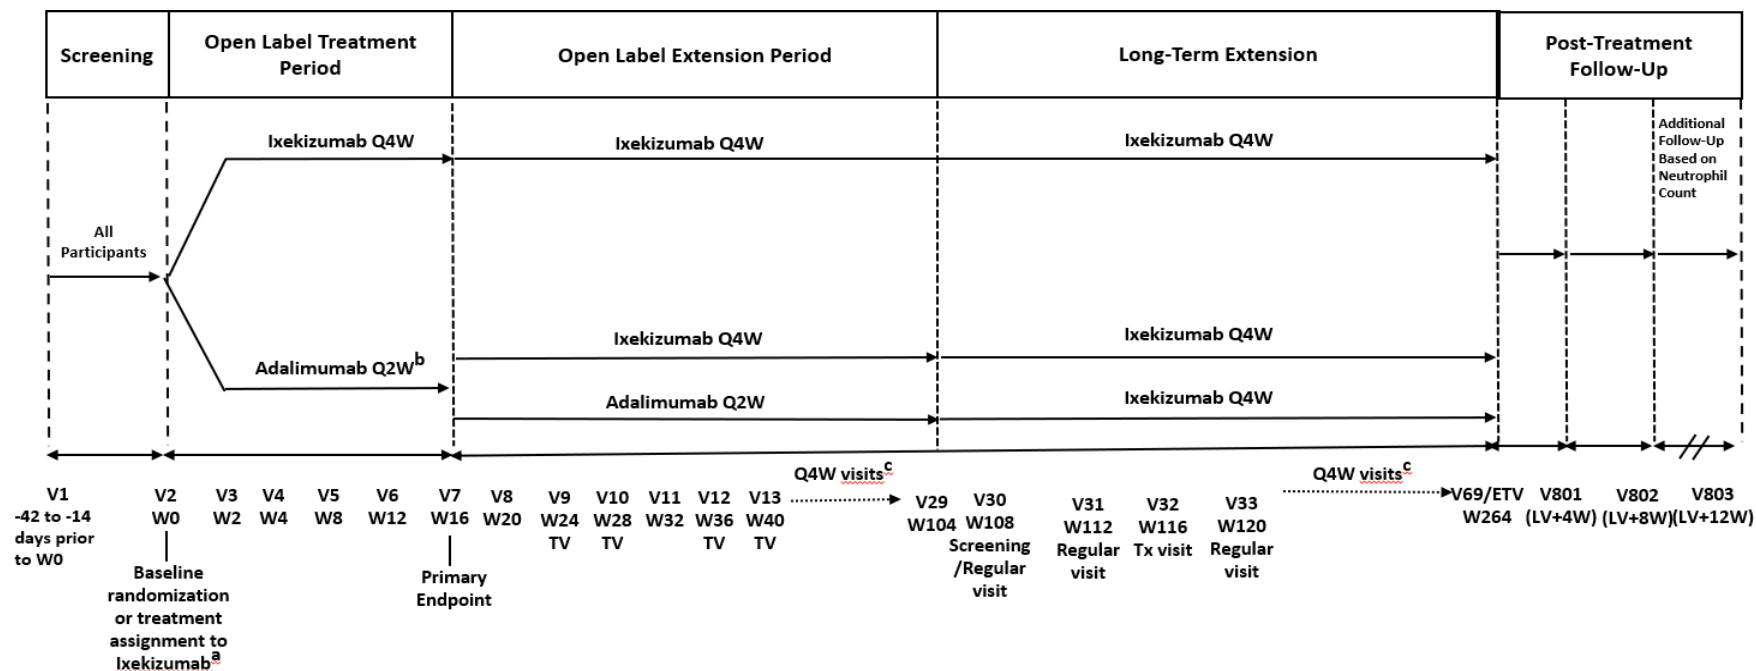 Screening
Open Label Treatment
Period
Open Label Extension Period
Long-Term Extension
Post-Treatment
Follow-Up
Ixekizumab Q4W
Ixekizumab Q4W
Ixekizumab Q4W
Additional
Follow-Up
Based on
Neutrophil
Count
All
Participants
Ixekizumab Q4W
Ixekizumab Q4W
Adalimumab Q2Wb
Adalimumab Q2W
Ixekizumab Q4W
Q4W visitsc
Q4W visitsc
V1
-42 to -14
days prior
to W0
V2
W0
Baseline
randomization
or treatment
assignment to
Ixekizumaba
V3
W2
V4
W4
V5
W8
V6
W12
V7
W16
Primary
Endpoint
V8
W20
V9
W24
TV
V10
W28
TV
V11
W32
V12
W36
TV
V13
W40
TV
V29
W104
V30
W108
Screening
/Regular
visit
V31
W112
Regular
visit
V32
W116
Tx visit
V33
W120
Regular
visit
V69/ETV
W264
V801
(LV+4W)
V802
(LV+8W)
V803
(LV+12W)